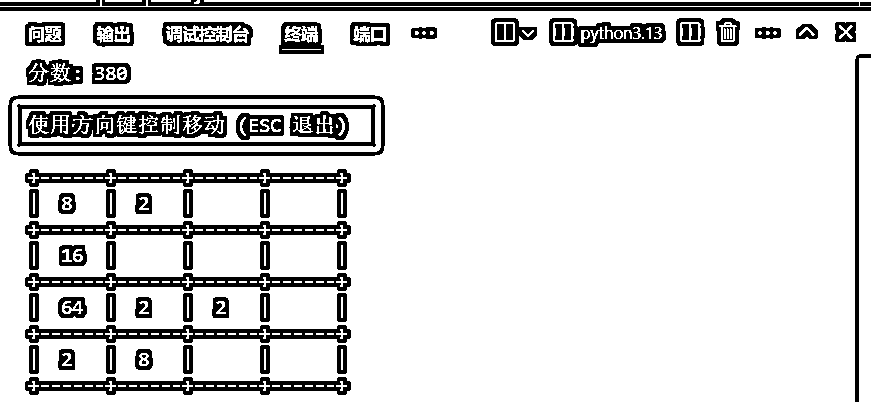 问题 输出 调试控制台 终端 端口 python3.13
分数: 380
使用方向键控制移动 (ESC 退出)
+------+------+------+------+
| 8 | 2 | | |
+------+------+------+------+
| 16 | | | |
+------+------+------+------+
| 64 | 2 | 2 | |
+------+------+------+------+
| 2 | 8 | | |
+------+------+------+------+